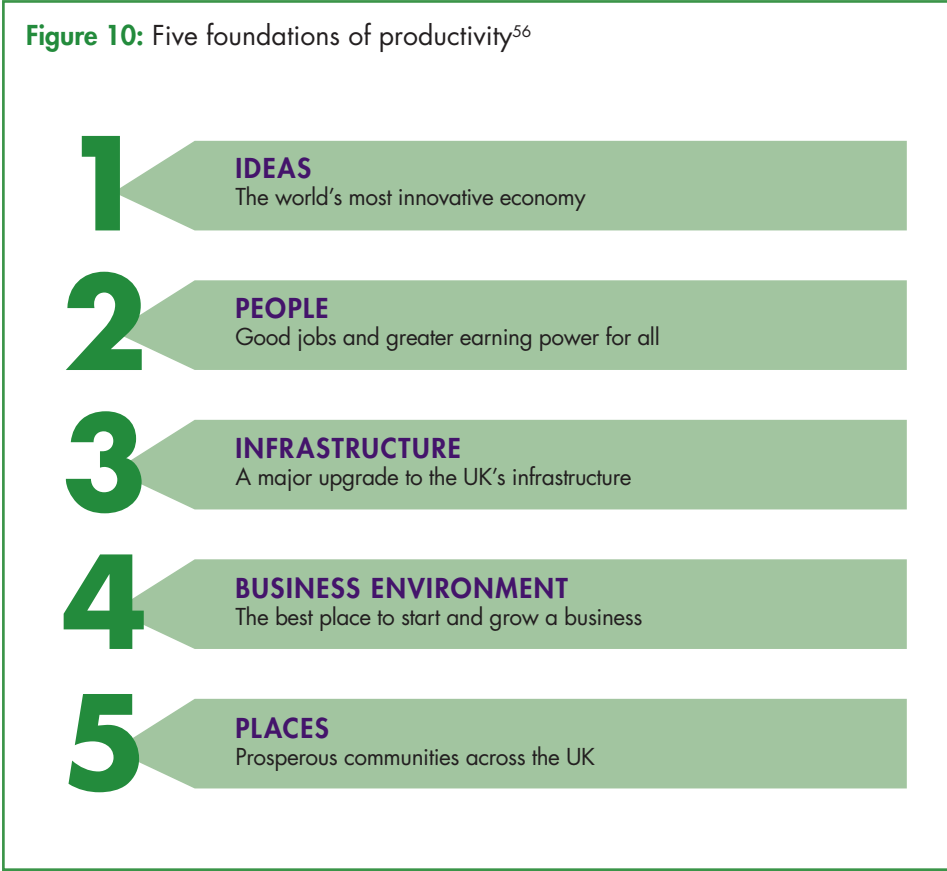 Figure 10: Five foundations of productivity56
1
IDEAS
The world's most innovative economy
2
PEOPLE
Good jobs and greater earning power for all
3
INFRASTRUCTURE
A major upgrade to the UK's infrastructure
4
BUSINESS ENVIRONMENT
The best place to start and grow a business
5
PLACES
Prosperous communities across the UK